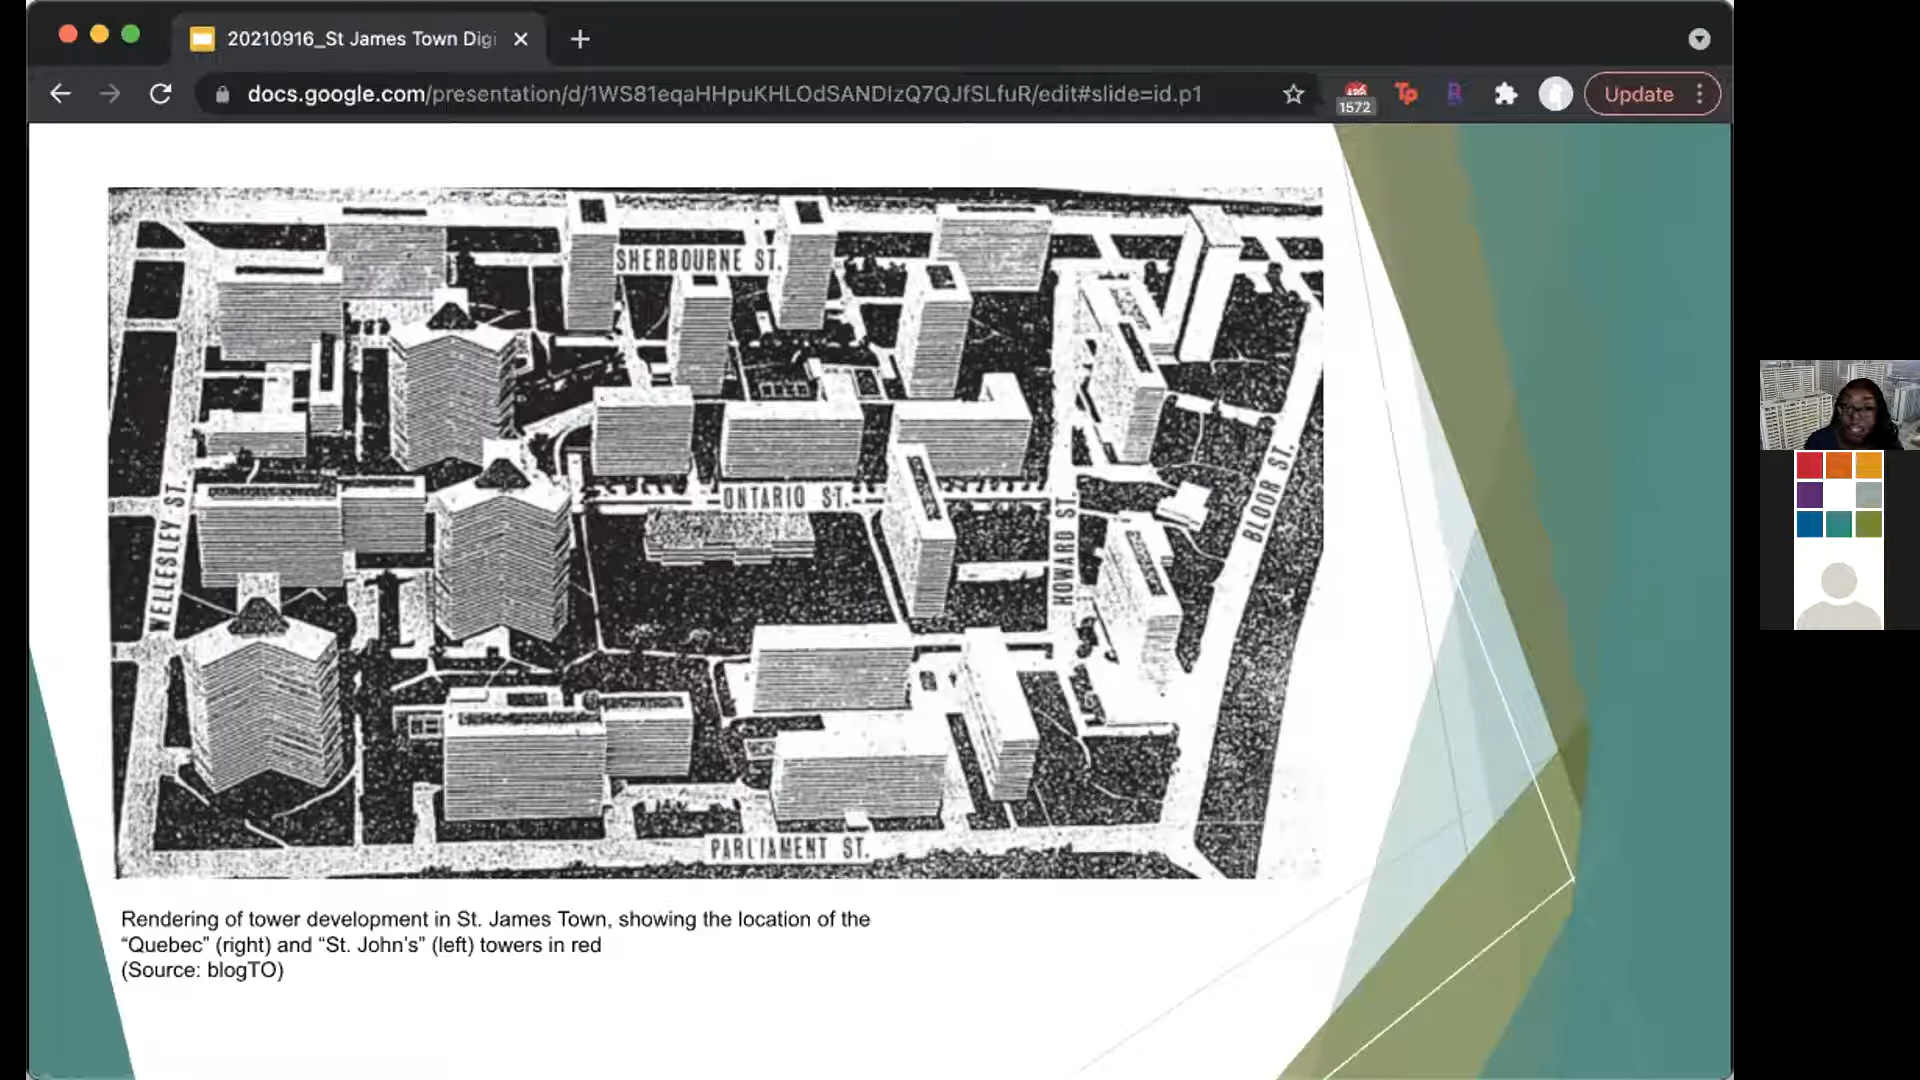 20210916_St James Town Digi
docs.google.com/presentation/d/1WS81eqaHHpuKHLOdSANDIzQ7QJfSLfuR/edit#slide=id.p1
1572
Tp
Update
SHERBOURNE ST.
WELLESLEY ST.
ONTARIO ST.
HOWARD ST.
BLOOR ST.
PARLIAMENT ST.
Rendering of tower development in St. James Town, showing the location of the
“Quebec” (right) and “St. John’s” (left) towers in red
(Source: blogTO)